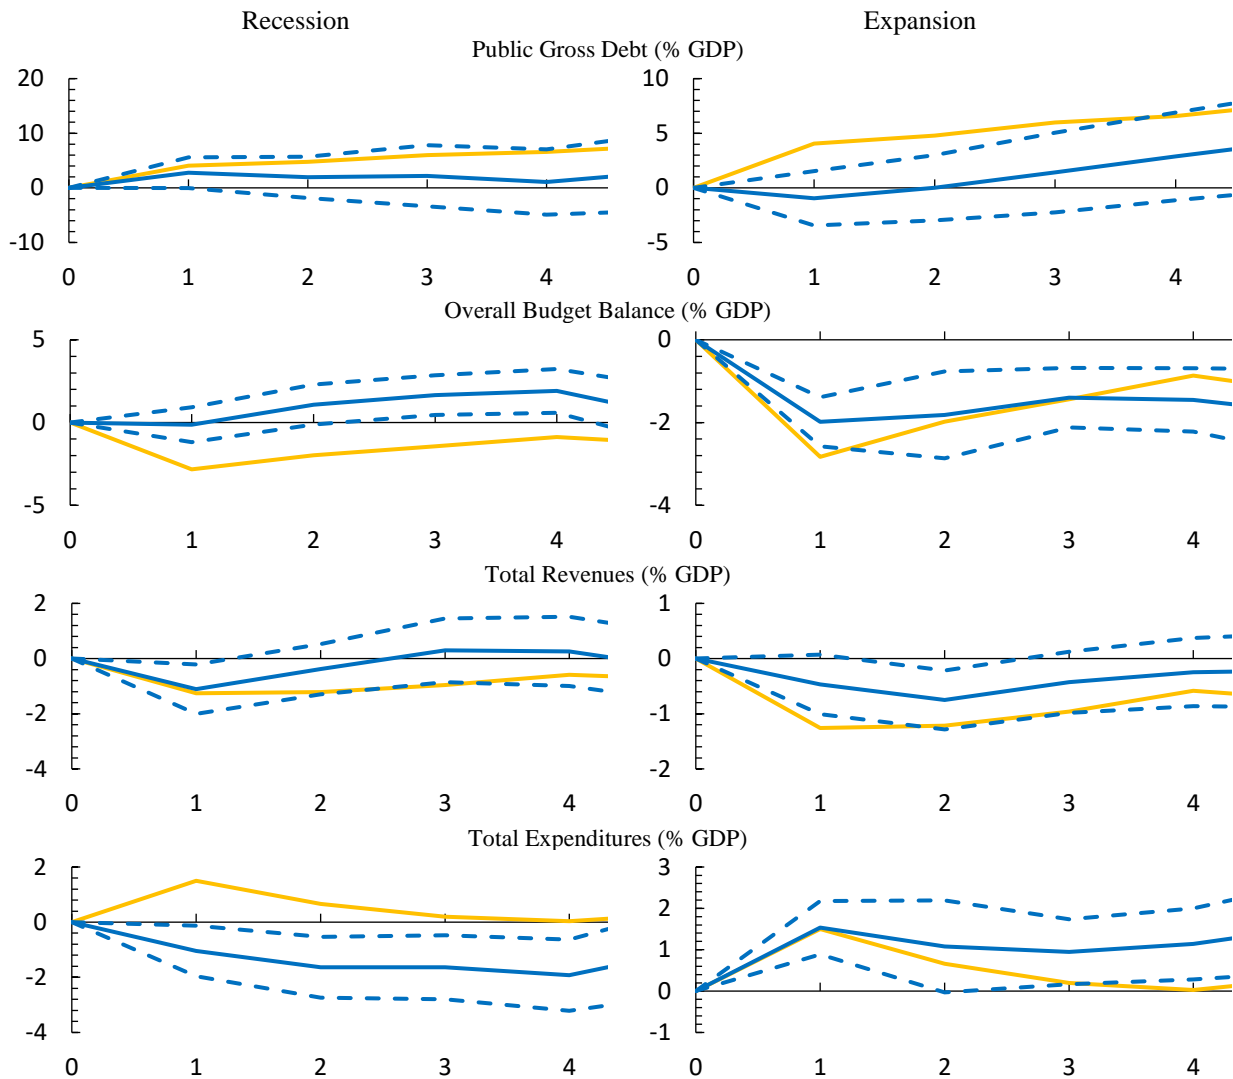 Recession Expansion
Public Gross Debt (% GDP)
20
10
0
-10
0 1 2 3 4
10
5
0
-5
0 1 2 3 4
Overall Budget Balance (% GDP)
5
0
-5
0 1 2 3 4
0
-2
-4
0 1 2 3 4
Total Revenues (% GDP)
2
0
-2
-4
0 1 2 3 4
1
0
-1
-2
0 1 2 3 4
Total Expenditures (% GDP)
2
0
-2
-4
0 1 2 3 4
3
2
1
0
-1
0 1 2 3 4